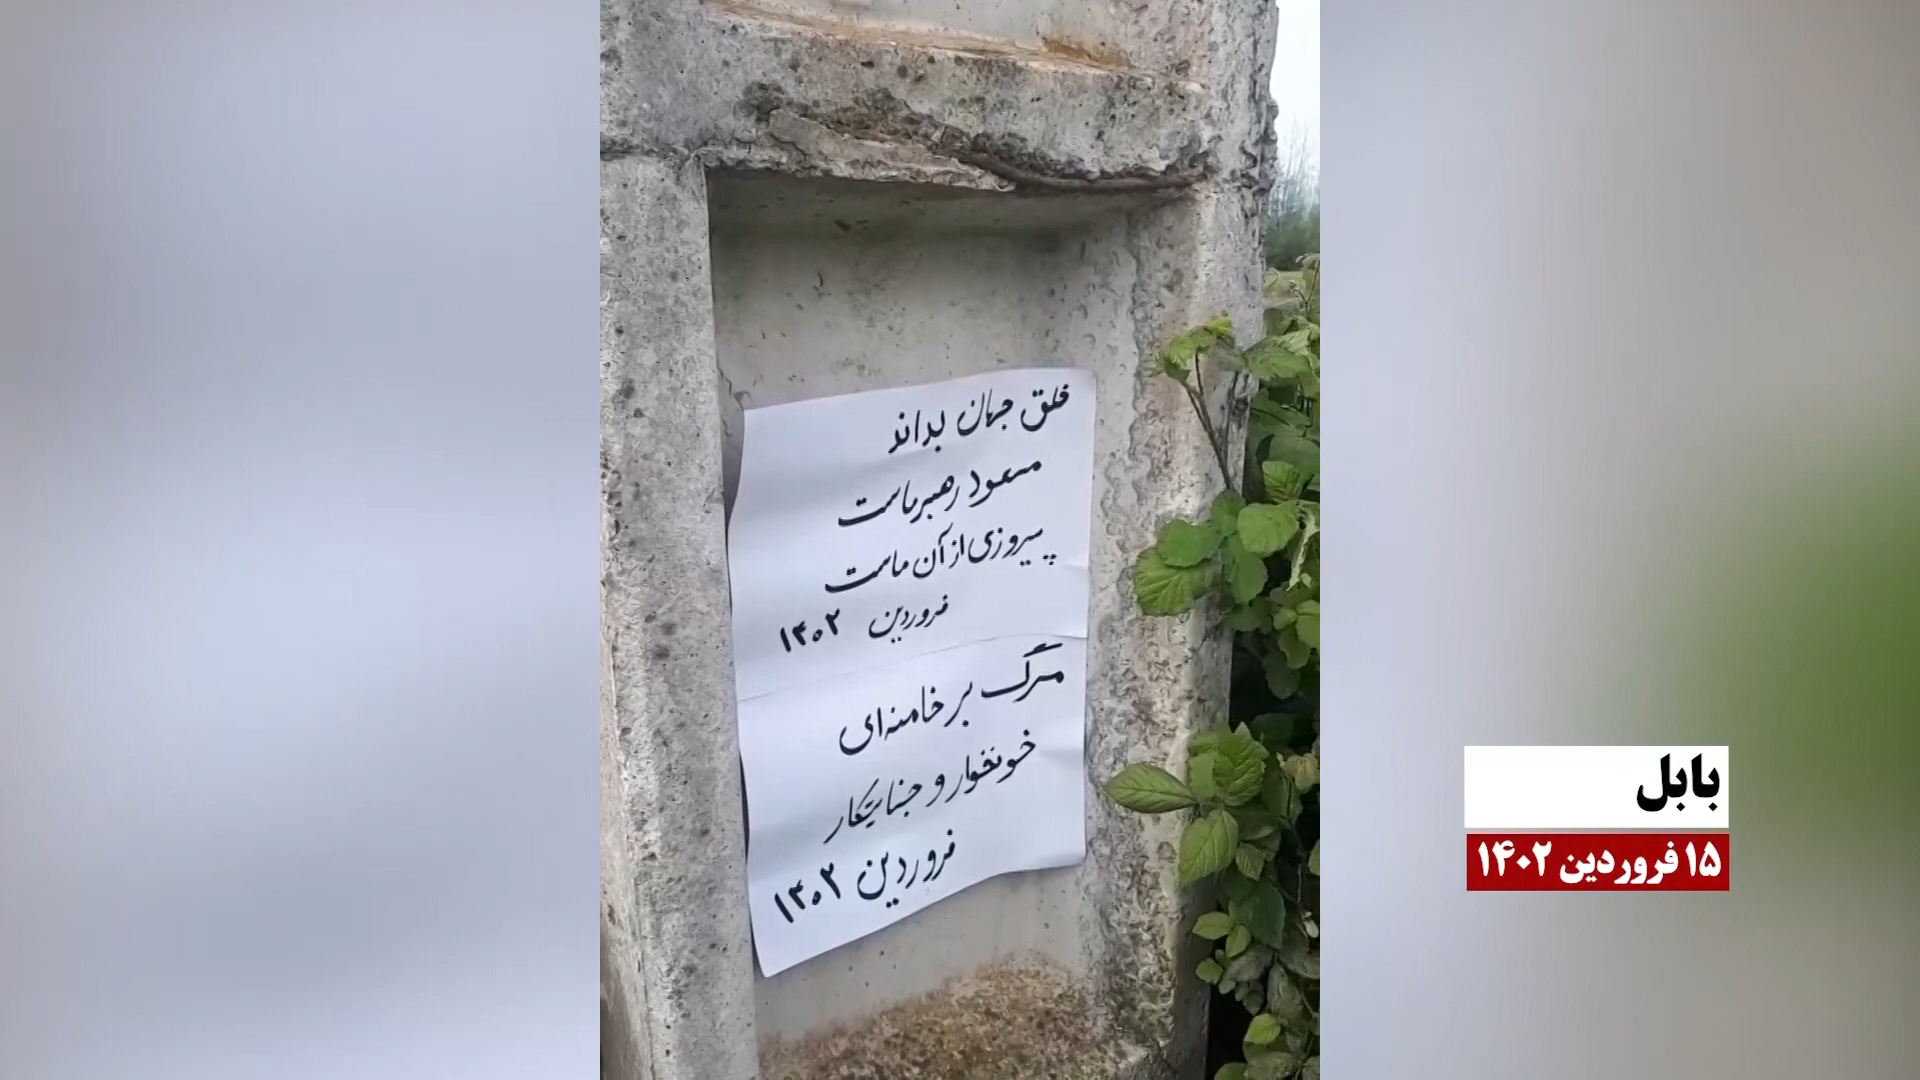 خلق جهان بداند
مسعود رهبر ماست
پیروزی از آن ماست
فروردین ۱۴۰۲
مرگ بر خامنه‌ای
خونخوار و جنایتکار
فروردین ۱۴۰۲
بابل
۱۵ فروردین ۱۴۰۲